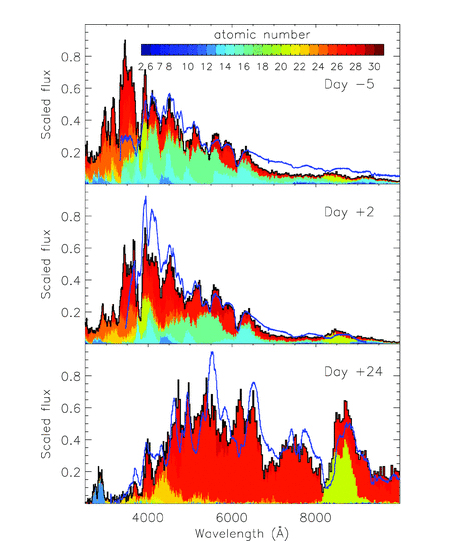 atomic number
2,6,7,8 10 12 14 16 18 20 22 24 26 28 30
0.8
Day −5
0.6
0.4
0.2
Scaled flux
0.8
Day +2
0.6
0.4
0.2
Scaled flux
0.8
Day +24
0.6
0.4
0.2
Scaled flux
4000 6000 8000
Wavelength (Å)